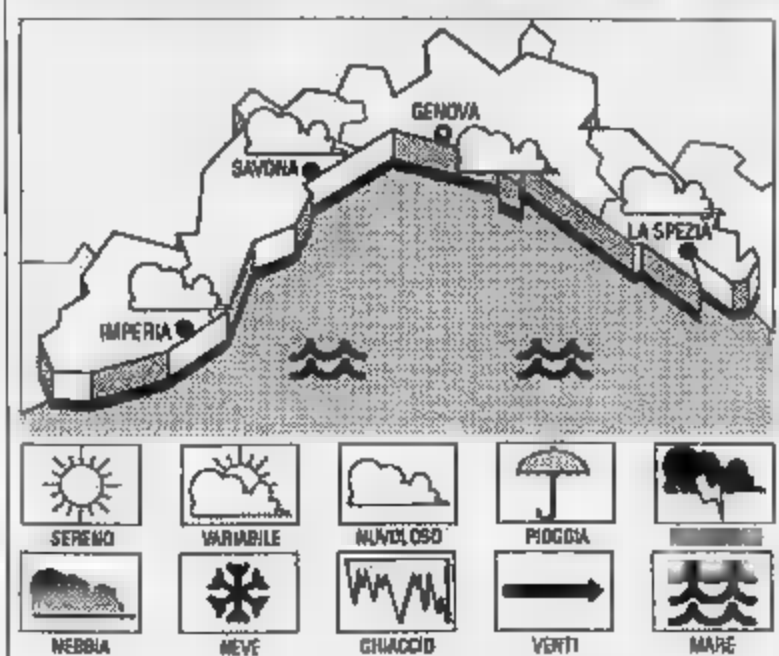 GENOVA
SAVONA
LA SPEZIA
IMPERIA
SERENO
VARIABILE
NUVOLOSO
PIOGGIA
NEBBIA
NEVE
GHIACCIO
VENTI
MARE